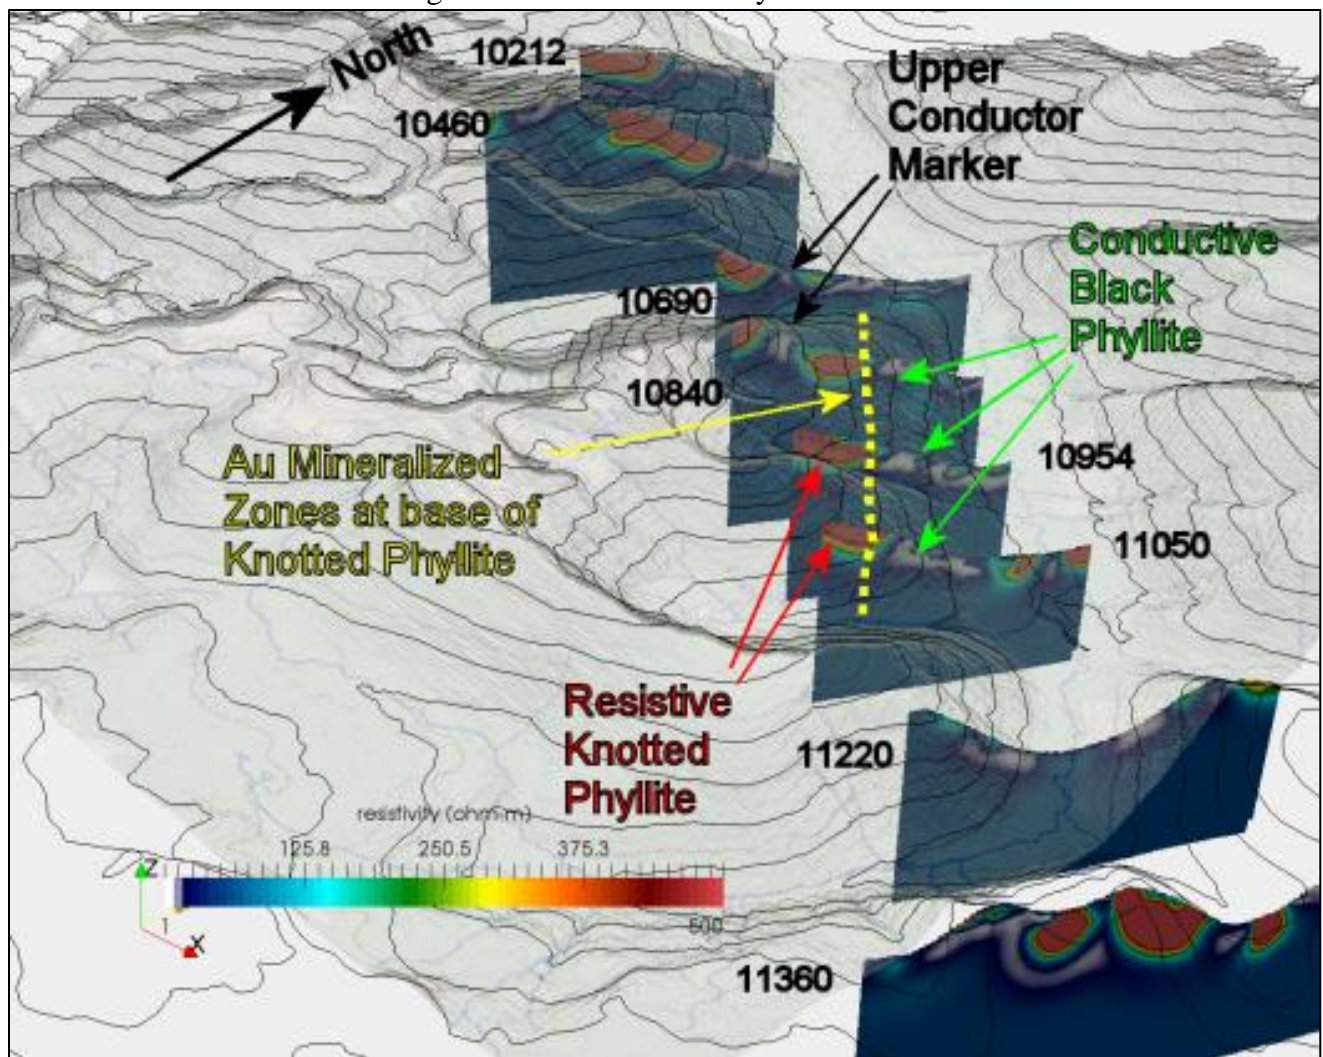 North
10212
10460
Upper
Conductor
Marker
Conductive
Black
Phyllite
10690
10840
10954
Au Mineralized
Zones at base of
Knotted Phyllite
11050
Resistive
Knotted
Phyllite
11220
resistivity (ohm-m)
125.8 250.5 375.3
1 500
Z
X
11360